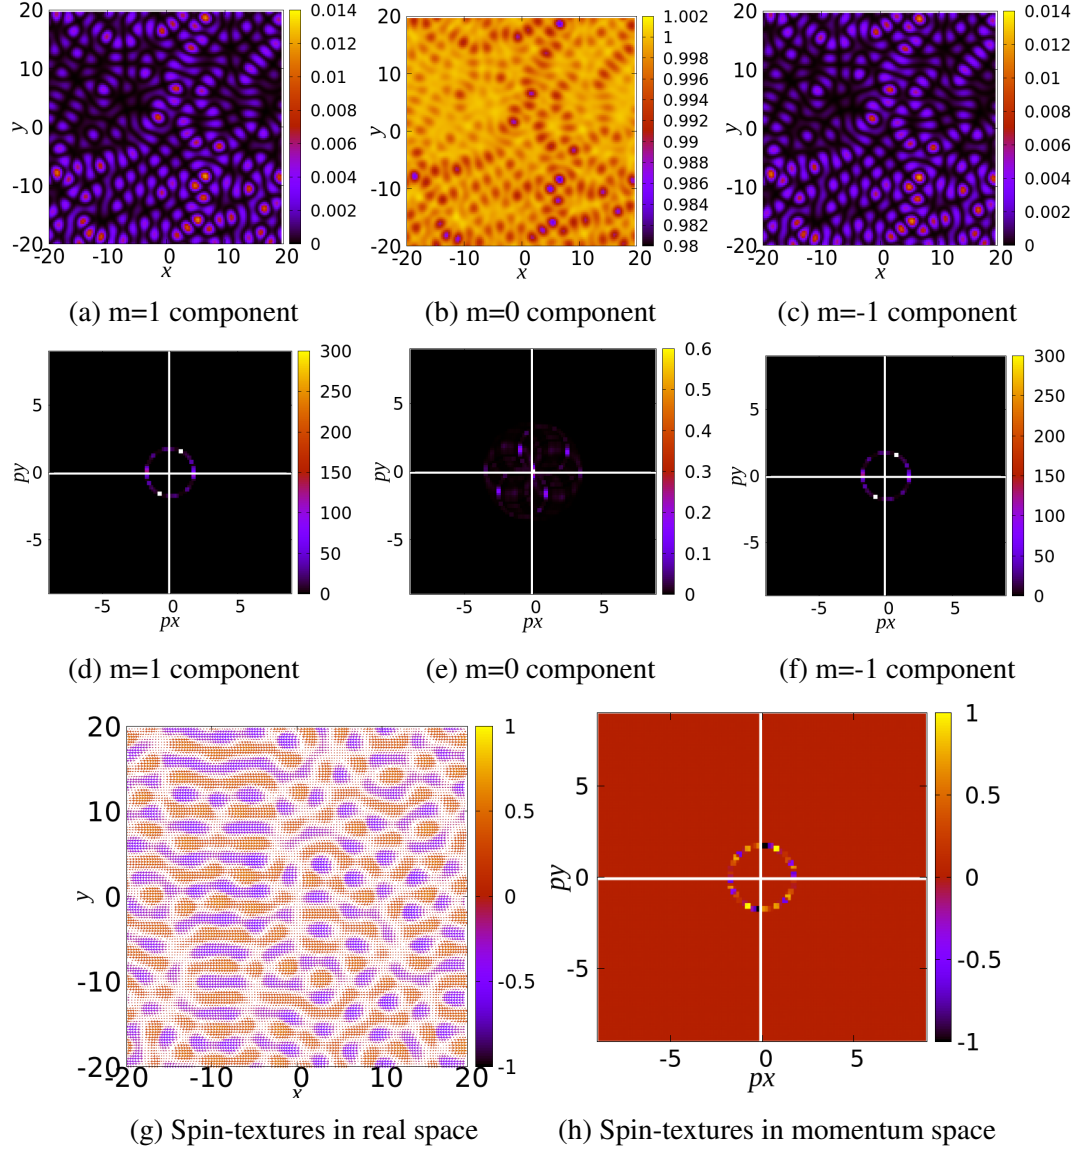 20
10
0
-10
-20
y
-20 -10 0 10 20
x
0.014
0.012
0.01
0.008
0.006
0.004
0.002
0
20
10
0
-10
-20
y
-20 -10 0 10 20
x
1.002
1
0.998
0.996
0.994
0.992
0.99
0.988
0.986
0.984
0.982
0.98
20
10
0
-10
-20
y
-20 -10 0 10 20
x
0.014
0.012
0.01
0.008
0.006
0.004
0.002
0
(a) m=1 component
(b) m=0 component
(c) m=-1 component
5
0
-5
py
-5 0 5
px
300
250
200
150
100
50
0
5
0
-5
py
-5 0 5
px
0.6
0.5
0.4
0.3
0.2
0.1
0
5
0
-5
py
-5 0 5
px
300
250
200
150
100
50
0
(d) m=1 component
(e) m=0 component
(f) m=-1 component
20
10
0
-10
-20
y
-20 -10 0 10 20
x
1
0.5
0
-0.5
-1
5
0
-5
py
-5 0 5
px
1
0.5
0
-0.5
-1
(g) Spin-textures in real space
(h) Spin-textures in momentum space